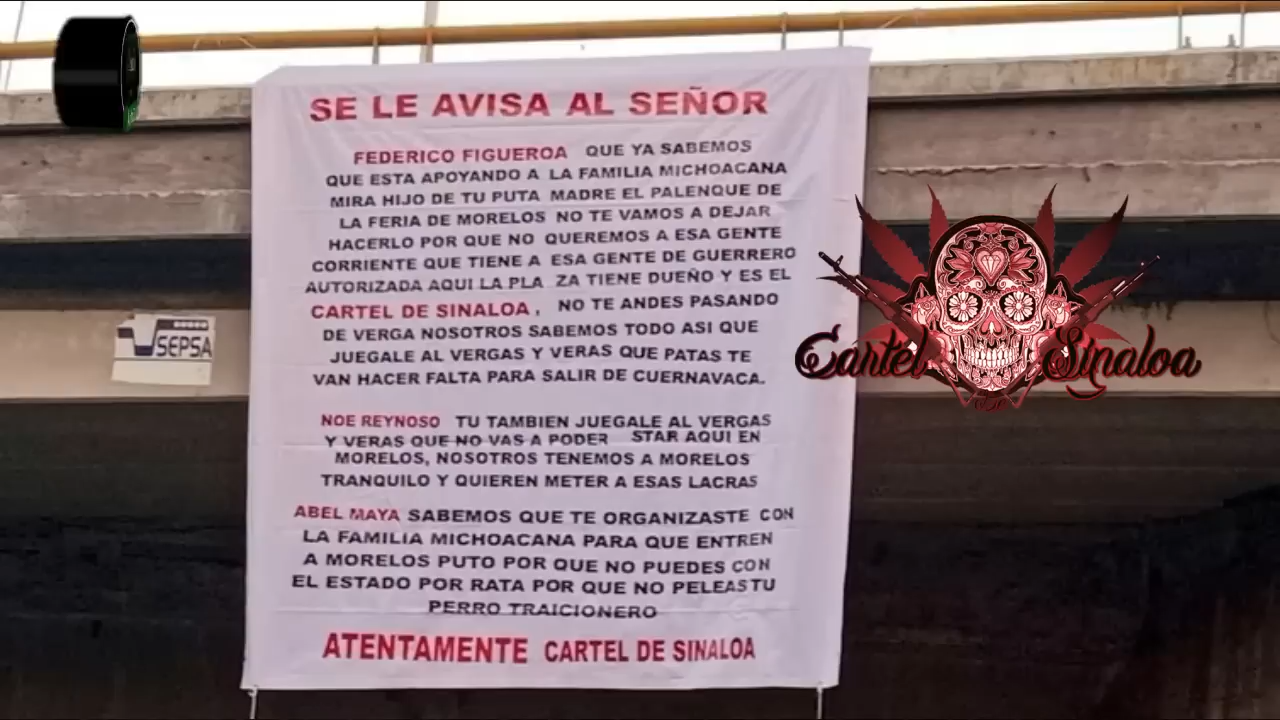 SE LE AVISA AL SEÑOR
FEDERICO FIGUEROA QUE YA SABEMOS
QUE ESTA APOYANDO A LA FAMILIA MICHOACANA
MIRA HIJO DE TU PUTA MADRE EL PALENQUE DE
LA FERIA DE MORELOS NO TE VAMOS A DEJAR
HACERLO POR QUE NO QUEREMOS A ESA GENTE
CORRIENTE QUE TIENE A ESA GENTE DE GUERRERO
AUTORIZADA AQUI LA PLA ZA TIENE DUEÑO Y ES EL
CARTEL DE SINALOA, NO TE ANDES PASANDO
DE VERGA NOSOTROS SABEMOS TODO ASI QUE
JUEGALE AL VERGAS Y VERAS QUE PATAS TE
VAN HACER FALTA PARA SALIR DE CUERNAVACA.
NOE REYNOSO TU TAMBIEN JUEGALE AL VERGAS
Y VERAS QUE NO VAS A PODER STAR AQUI EN
MORELOS, NOSOTROS TENEMOS A MORELOS
TRANQUILO Y QUIEREN METER A ESAS LACRAS
ABEL MAYA SABEMOS QUE TE ORGANIZASTE CON
LA FAMILIA MICHOACANA PARA QUE ENTREN
A MORELOS PUTO POR QUE NO PUEDES CON
EL ESTADO POR RATA POR QUE NO PELEAS TU
PERRO TRAICIONERO
ATENTAMENTE CARTEL DE SINALOA
SEPSA
Cartel De Sinaloa